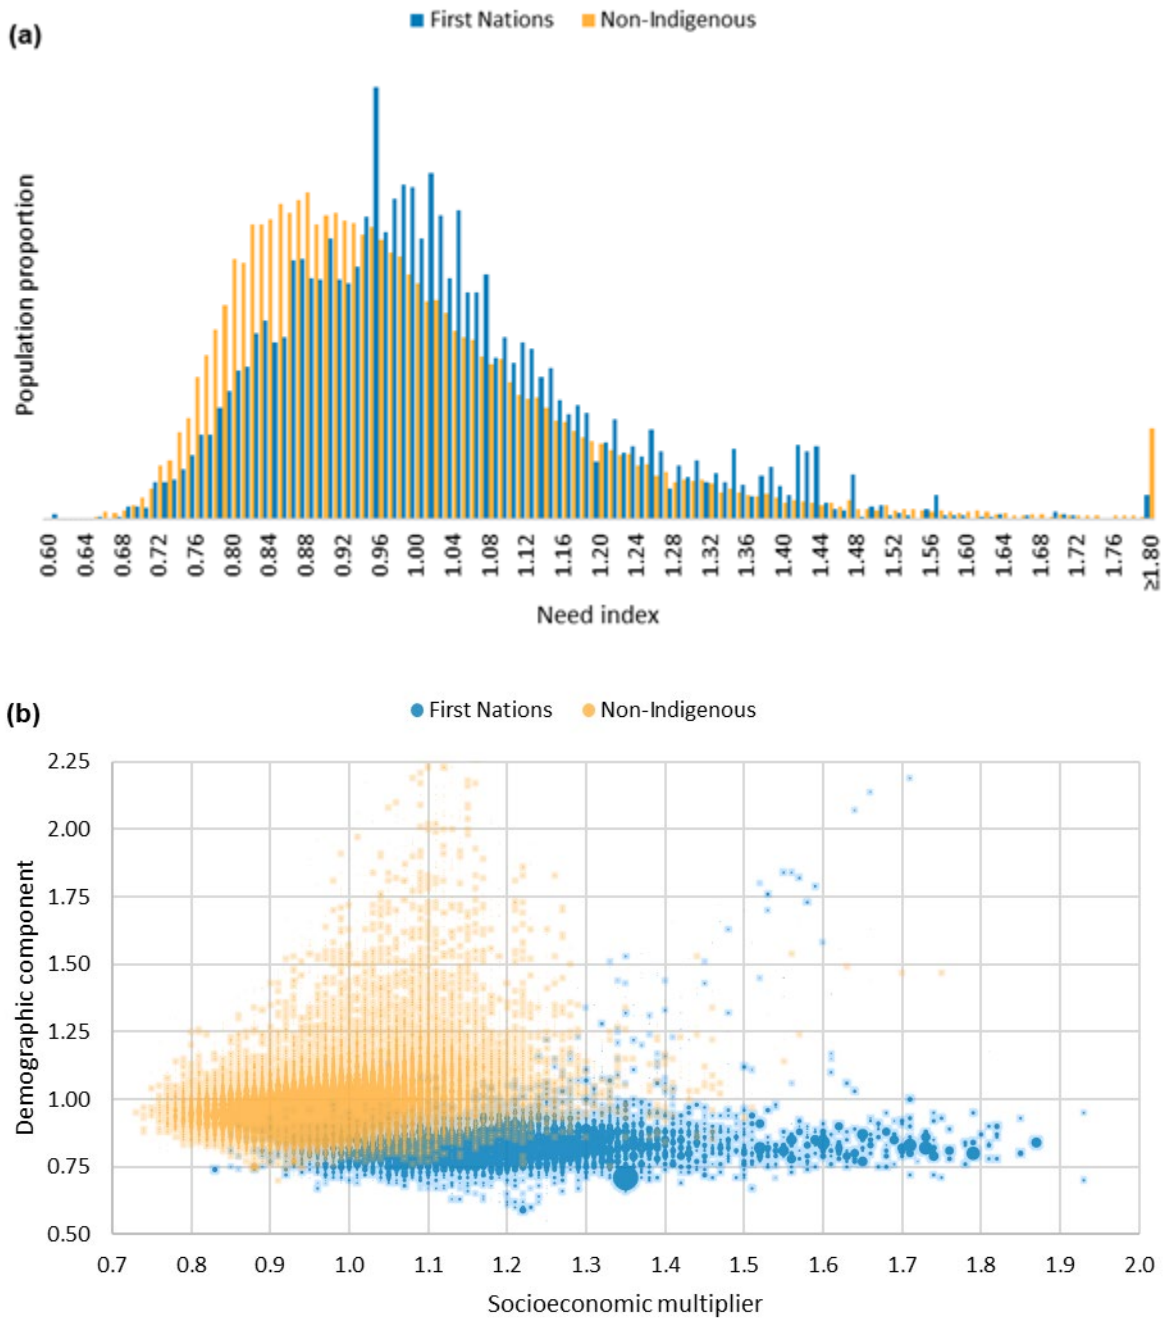 (a)
First Nations Non-Indigenous
Population proportion
0.60 0.64 0.68 0.72 0.76 0.80 0.84 0.88 0.92 0.96 1.00 1.04 1.08 1.12 1.16 1.20 1.24 1.28 1.32 1.36 1.40 1.44 1.48 1.52 1.56 1.60 1.64 1.68 1.72 1.76 ≥1.80
Need index
(b)
First Nations Non-Indigenous
Demographic component
2.25
2.00
1.75
1.50
1.25
1.00
0.75
0.50
0.7 0.8 0.9 1.0 1.1 1.2 1.3 1.4 1.5 1.6 1.7 1.8 1.9 2.0
Socioeconomic multiplier